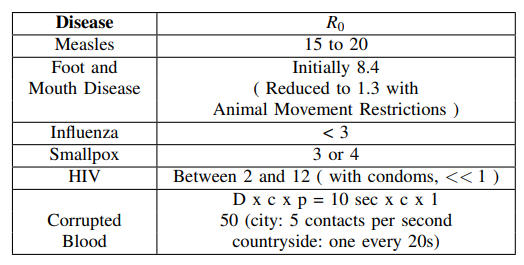 Disease R0
Measles 15 to 20
Foot and Initially 8.4
Mouth Disease ( Reduced to 1.3 with
Animal Movement Restrictions )
Influenza < 3
Smallpox 3 or 4
HIV Between 2 and 12 ( with condoms, << 1 )
D x c x p = 10 sec x c x 1
Corrupted 50 (city: 5 contacts per second
Blood countryside: one every 20s)